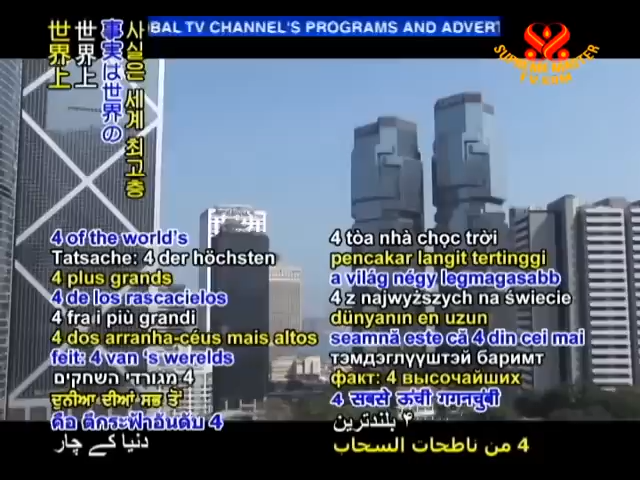 BAL TV CHANNEL'S PROGRAMS AND ADVERT
SUPREME MASTER
TV.COM
世界上
世界上
事実は世界の
사실은 세계 최고층
4 of the world's
Tatsache: 4 der höchsten
4 plus grands
4 de los rascacielos
4 fra i più grandi
4 dos arranha-céus mais altos
feit: 4 van 's werelds
4 מגורדי השחקים
ਦੁਨੀਆ ਦੀਆਂ ਸਭ ਤੋਂ
คือ ตึกระฟ้าอันดับ 4
دنیا کے چار
4 tòa nhà chọc trời
pencakar langit tertinggi
a világ négy legmagasabb
4 z najwyższych na świecie
dünyanın en uzun
seamnă este că 4 din cei mai
тэмдэглүүштэй баримт
факт: 4 высочайших
4 सबसे ऊंची गगनचुंबी
۴ بلندترین
4 من ناطحات السحاب